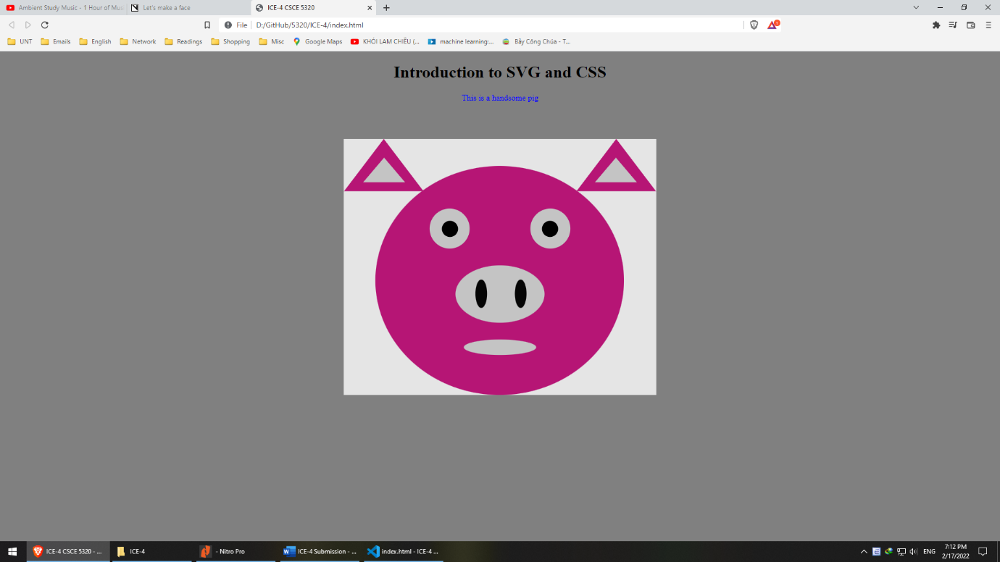 Ambient Study Music - 1 Hour of Mus
Let's make a face
ICE-4 CSCE 5320
File
D:/GitHub/5320/ICE-4/index.html
1
UNT
Emails
English
Network
Readings
Shopping
Misc
Google Maps
KHÓI LAM CHIỀU (...
machine learning:...
Bảy Công Chúa - T...
Introduction to SVG and CSS
This is a handsome pig
ICE-4 CSCE 5320 - ...
ICE-4
- Nitro Pro
ICE-4 Submission - ...
index.html - ICE-4 ...
ENG
7:12 PM
2/17/2022